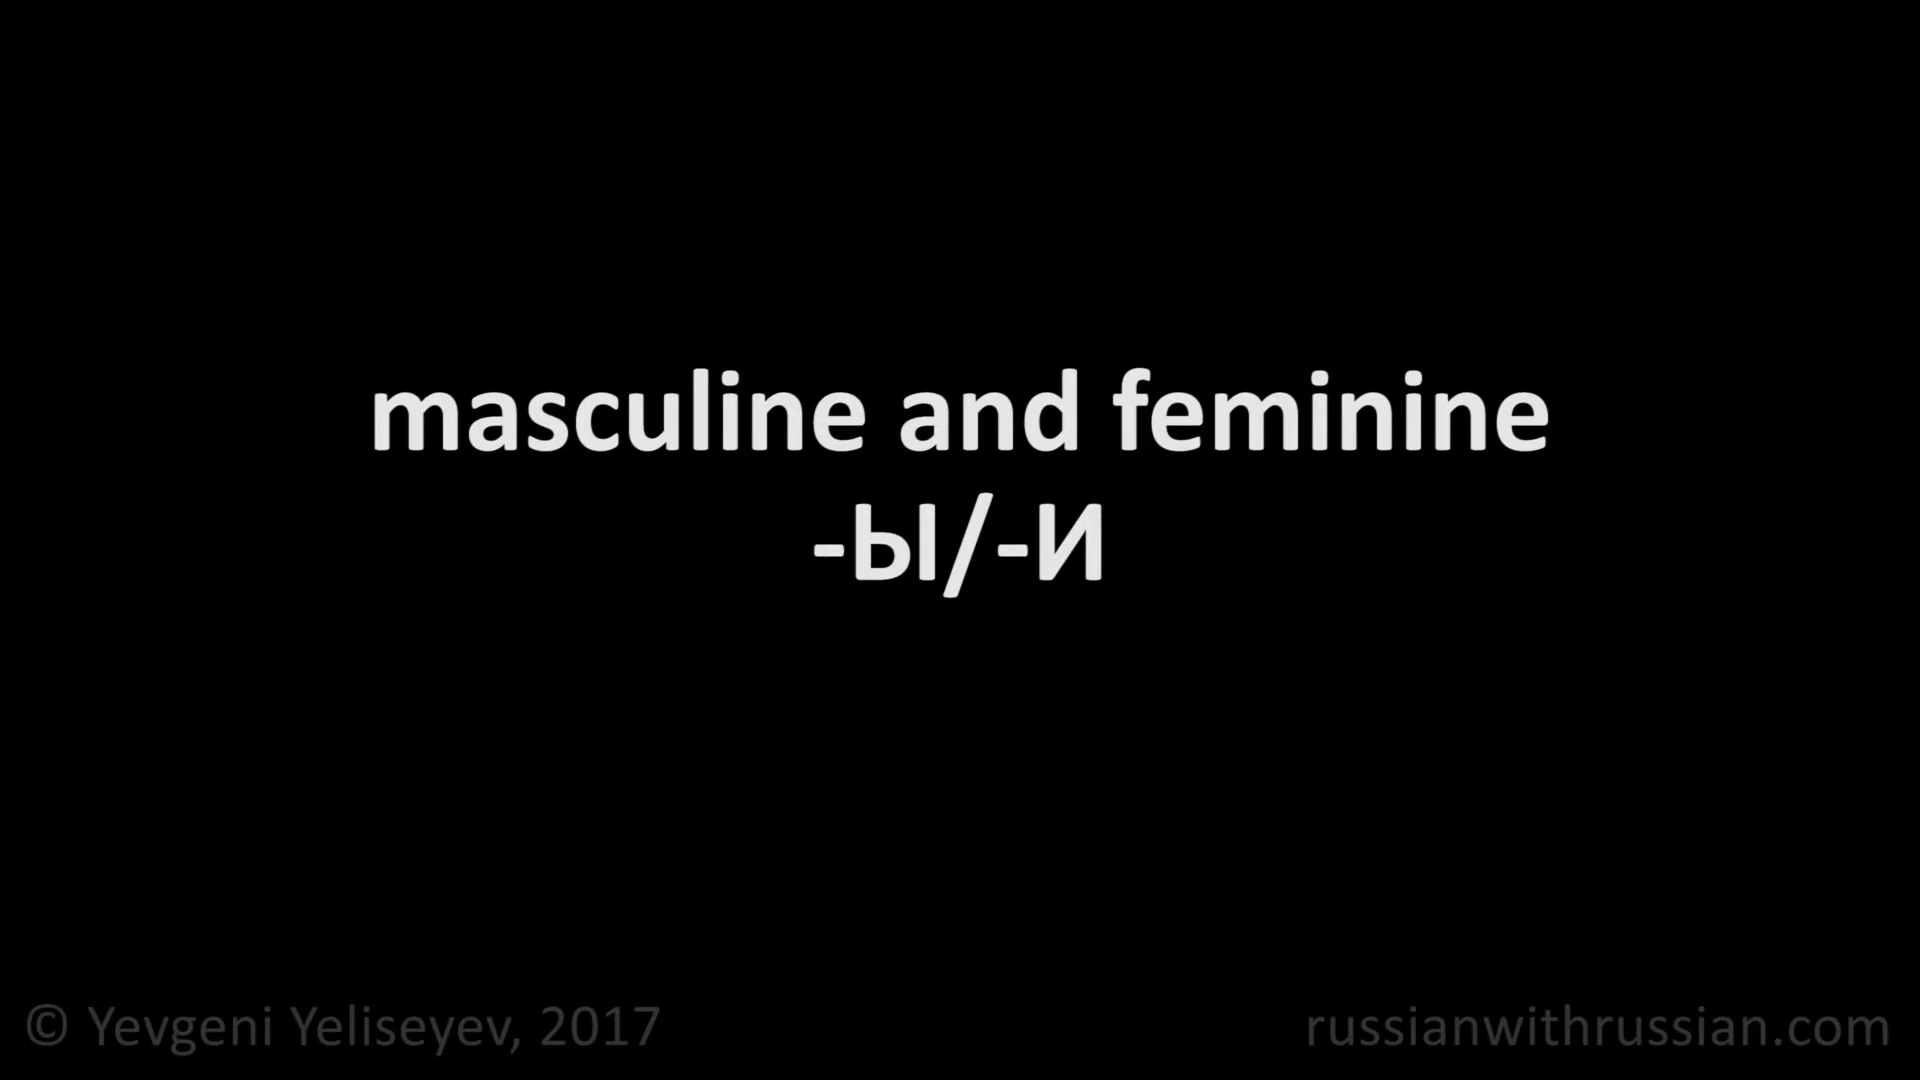 masculine and feminine
-Ы/-И
© Yevgeni Yeliseyev, 2017
russianwithrussian.com